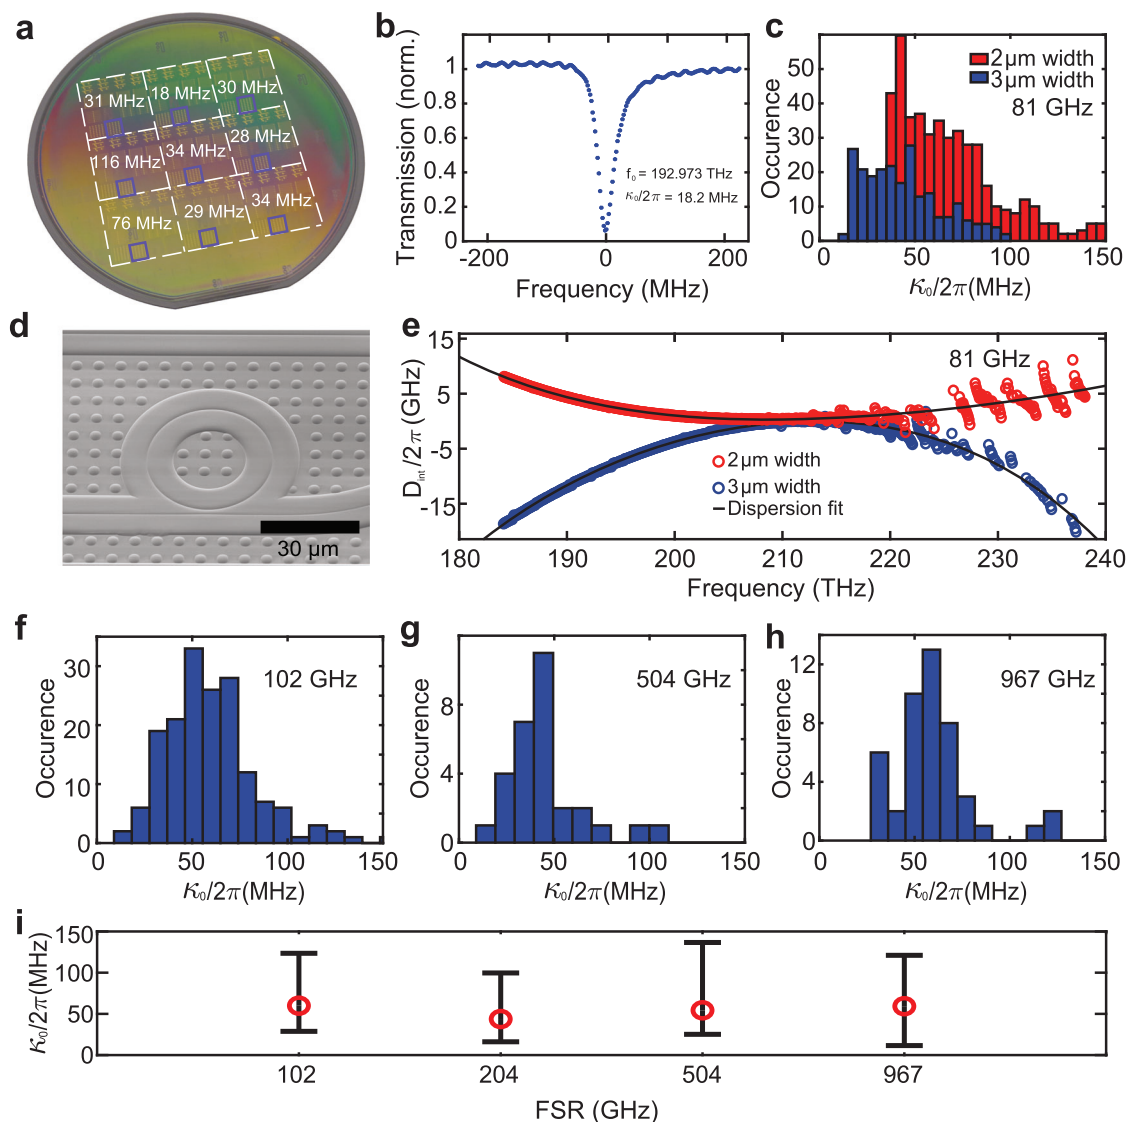 a
31 MHz
18 MHz
30 MHz
116 MHz
34 MHz
28 MHz
76 MHz
29 MHz
34 MHz
b
Transmission (norm.)
1
0.8
0.6
0.4
0.2
0
f₀ = 192.973 THz
κ₀/2π = 18.2 MHz
-200
0
200
Frequency (MHz)
c
Occurence
50
40
30
20
10
0
2 µm width
3 µm width
81 GHz
50
100
150
κ₀/2π(MHz)
d
30 µm
e
D_int/2π (GHz)
15
5
-5
-15
81 GHz
2 µm width
3 µm width
Dispersion fit
180
190
200
210
220
230
240
Frequency (THz)
f
Occurence
30
20
10
0
102 GHz
0
50
100
150
κ₀/2π(MHz)
g
Occurence
8
4
0
504 GHz
0
50
100
150
κ₀/2π(MHz)
h
Occurence
12
8
4
0
967 GHz
0
50
100
150
κ₀/2π(MHz)
i
κ₀/2π(MHz)
150
100
50
0
102
204
504
967
FSR (GHz)